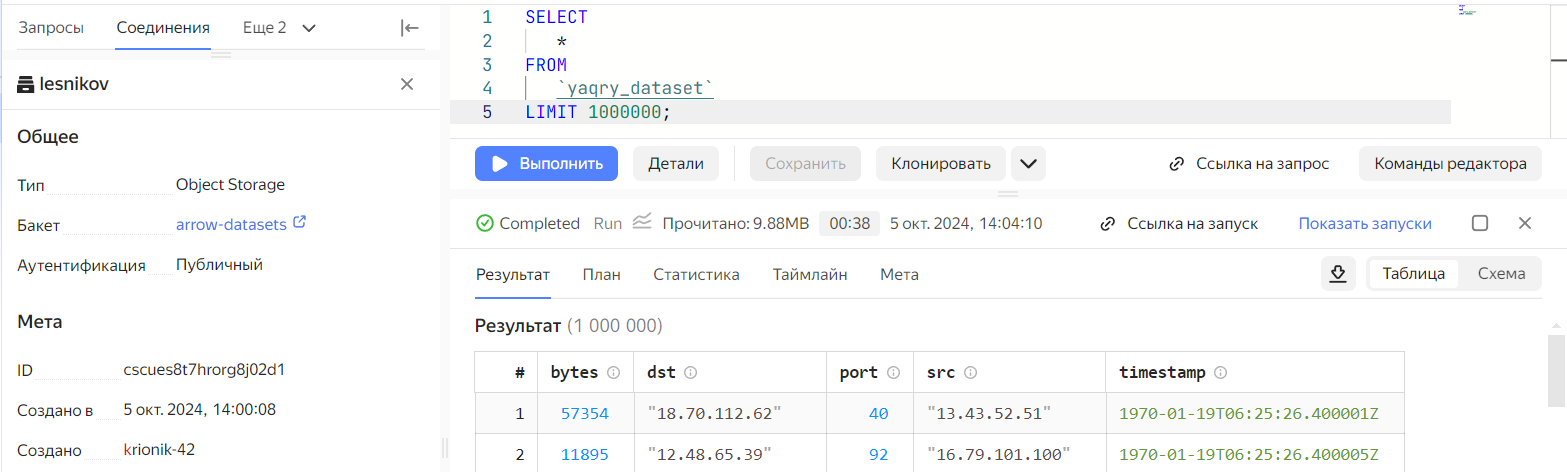 Запросы Соединения Еще 2
lesnikov
Общее
Тип Object Storage
Бакет arrow-datasets
Аутентификация Публичный
Мета
ID cscues8t7hrorg8j02d1
Создано в 5 окт. 2024, 14:00:08
Создано krionik-42
1 SELECT
2 *
3 FROM
4 `yaqry_dataset`
5 LIMIT 1000000;
Выполнить Детали Сохранить Клонировать Ссылка на запрос Команды редактора
Completed Run Прочитано: 9.88MB 00:38 5 окт. 2024, 14:04:10 Ссылка на запуск Показать запуски
Результат План Статистика Таймлайн Мета Таблица Схема
Результат (1 000 000)
# bytes dst port src timestamp
1 57354 "18.70.112.62" 40 "13.43.52.51" 1970-01-19T06:25:26.400001Z
2 11895 "12.48.65.39" 92 "16.79.101.100" 1970-01-19T06:25:26.400005Z